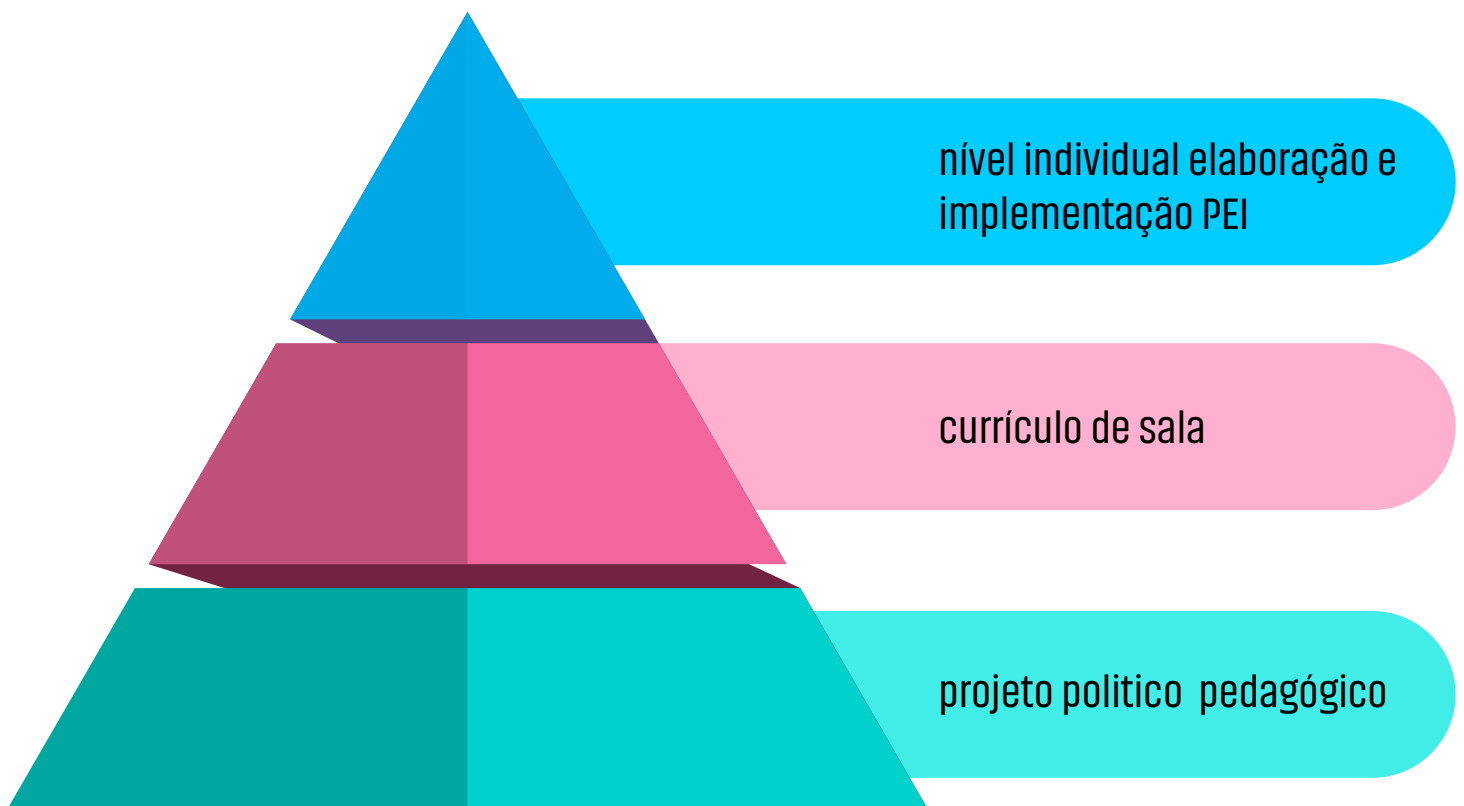 nível individual elaboração e
implementação PEI
currículo de sala
projeto politico  pedagógico